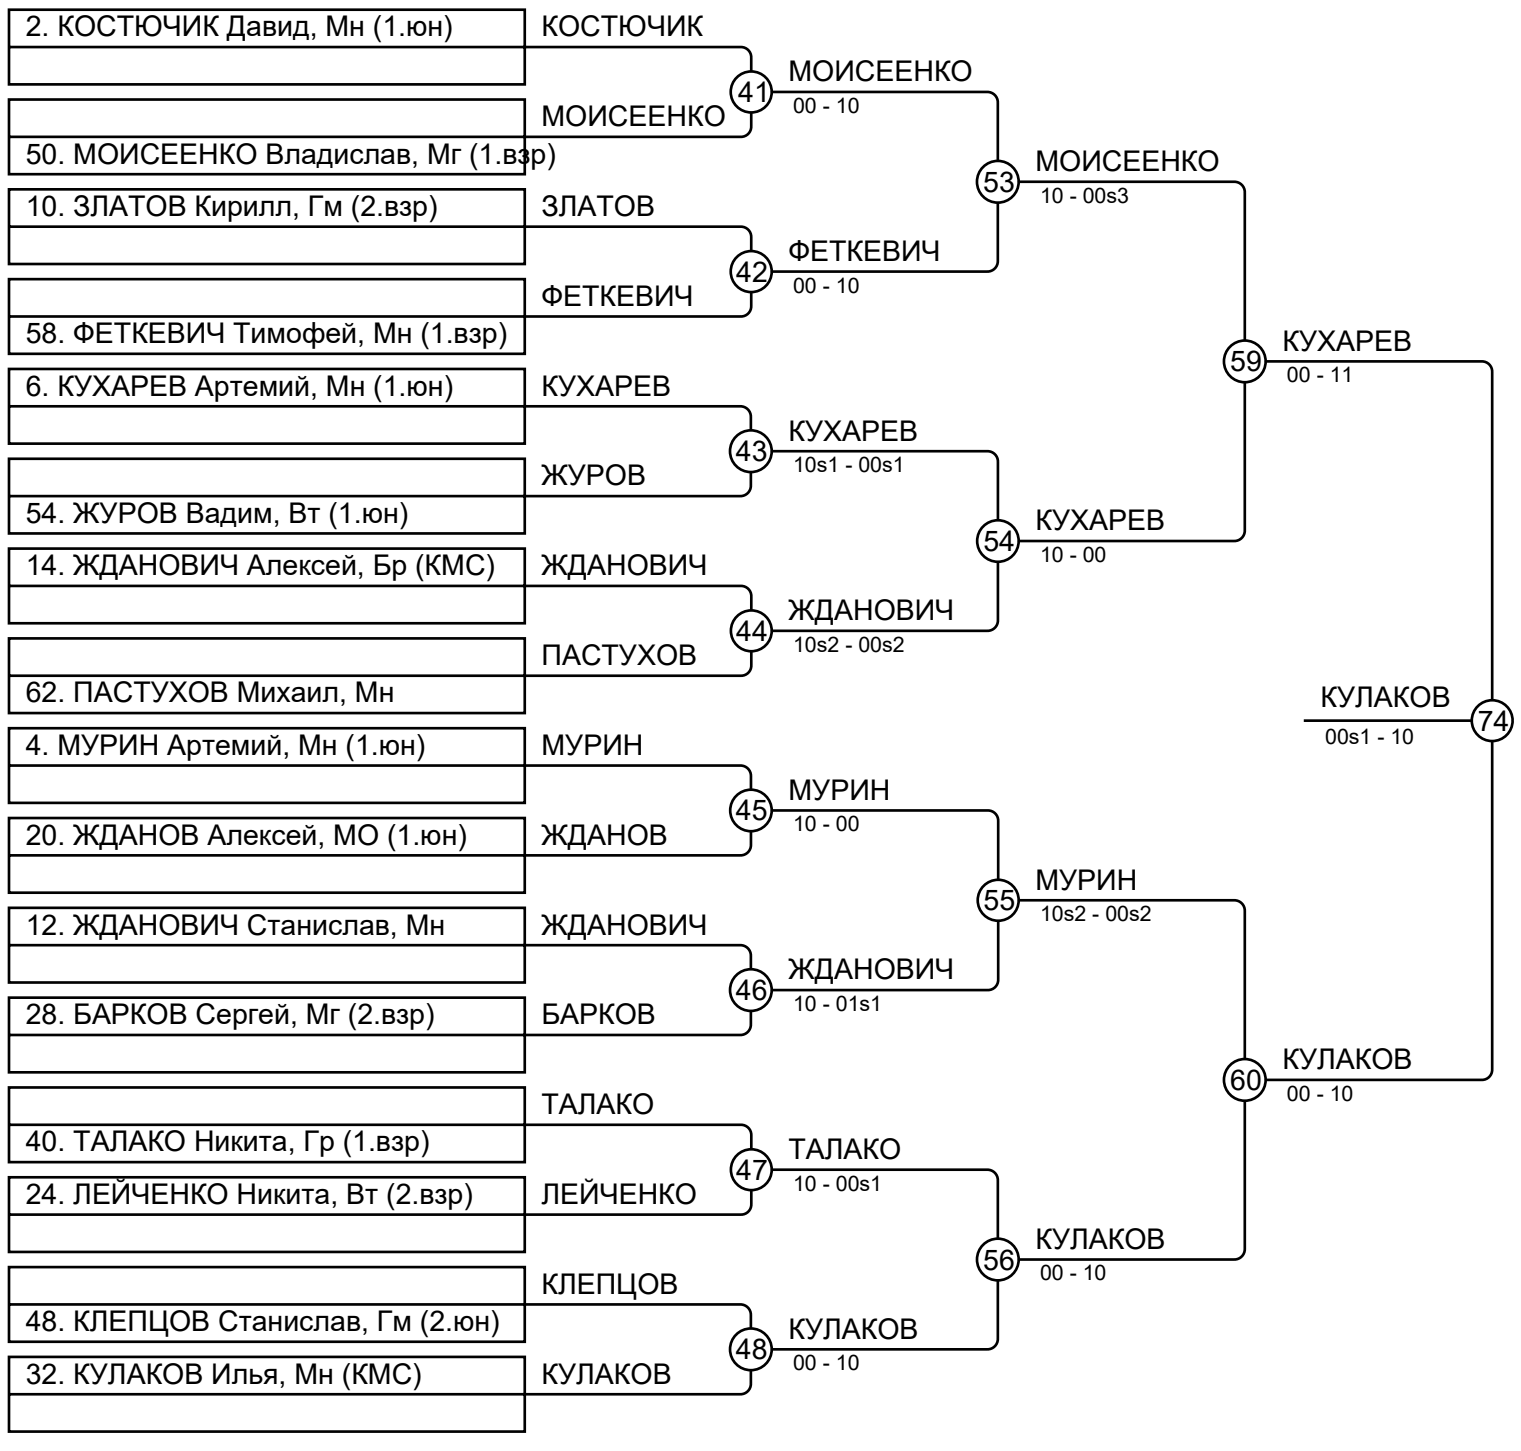 2. КОСТЮЧИК Давид, Мн (1.юн)
КОСТЮЧИК
41
МОИСЕЕНКО
00 - 10
МОИСЕЕНКО
50. МОИСЕЕНКО Владислав, Мг (1.взр)
53
МОИСЕЕНКО
10 - 00s3
10. ЗЛАТОВ Кирилл, Гм (2.взр)
ЗЛАТОВ
42
ФЕТКЕВИЧ
00 - 10
ФЕТКЕВИЧ
58. ФЕТКЕВИЧ Тимофей, Мн (1.взр)
59
КУХАРЕВ
00 - 11
6. КУХАРЕВ Артемий, Мн (1.юн)
КУХАРЕВ
43
КУХАРЕВ
10s1 - 00s1
ЖУРОВ
54. ЖУРОВ Вадим, Вт (1.юн)
54
КУХАРЕВ
10 - 00
14. ЖДАНОВИЧ Алексей, Бр (КМС)
ЖДАНОВИЧ
44
ЖДАНОВИЧ
10s2 - 00s2
ПАСТУХОВ
62. ПАСТУХОВ Михаил, Мн
КУЛАКОВ
74
00s1 - 10
4. МУРИН Артемий, Мн (1.юн)
МУРИН
45
МУРИН
10 - 00
20. ЖДАНОВ Алексей, МО (1.юн)
ЖДАНОВ
55
МУРИН
10s2 - 00s2
12. ЖДАНОВИЧ Станислав, Мн
ЖДАНОВИЧ
46
ЖДАНОВИЧ
10 - 01s1
28. БАРКОВ Сергей, Мг (2.взр)
БАРКОВ
60
КУЛАКОВ
00 - 10
ТАЛАКО
40. ТАЛАКО Никита, Гр (1.взр)
47
ТАЛАКО
10 - 00s1
24. ЛЕЙЧЕНКО Никита, Вт (2.взр)
ЛЕЙЧЕНКО
56
КУЛАКОВ
00 - 10
КЛЕПЦОВ
48. КЛЕПЦОВ Станислав, Гм (2.юн)
48
КУЛАКОВ
00 - 10
32. КУЛАКОВ Илья, Мн (КМС)
КУЛАКОВ